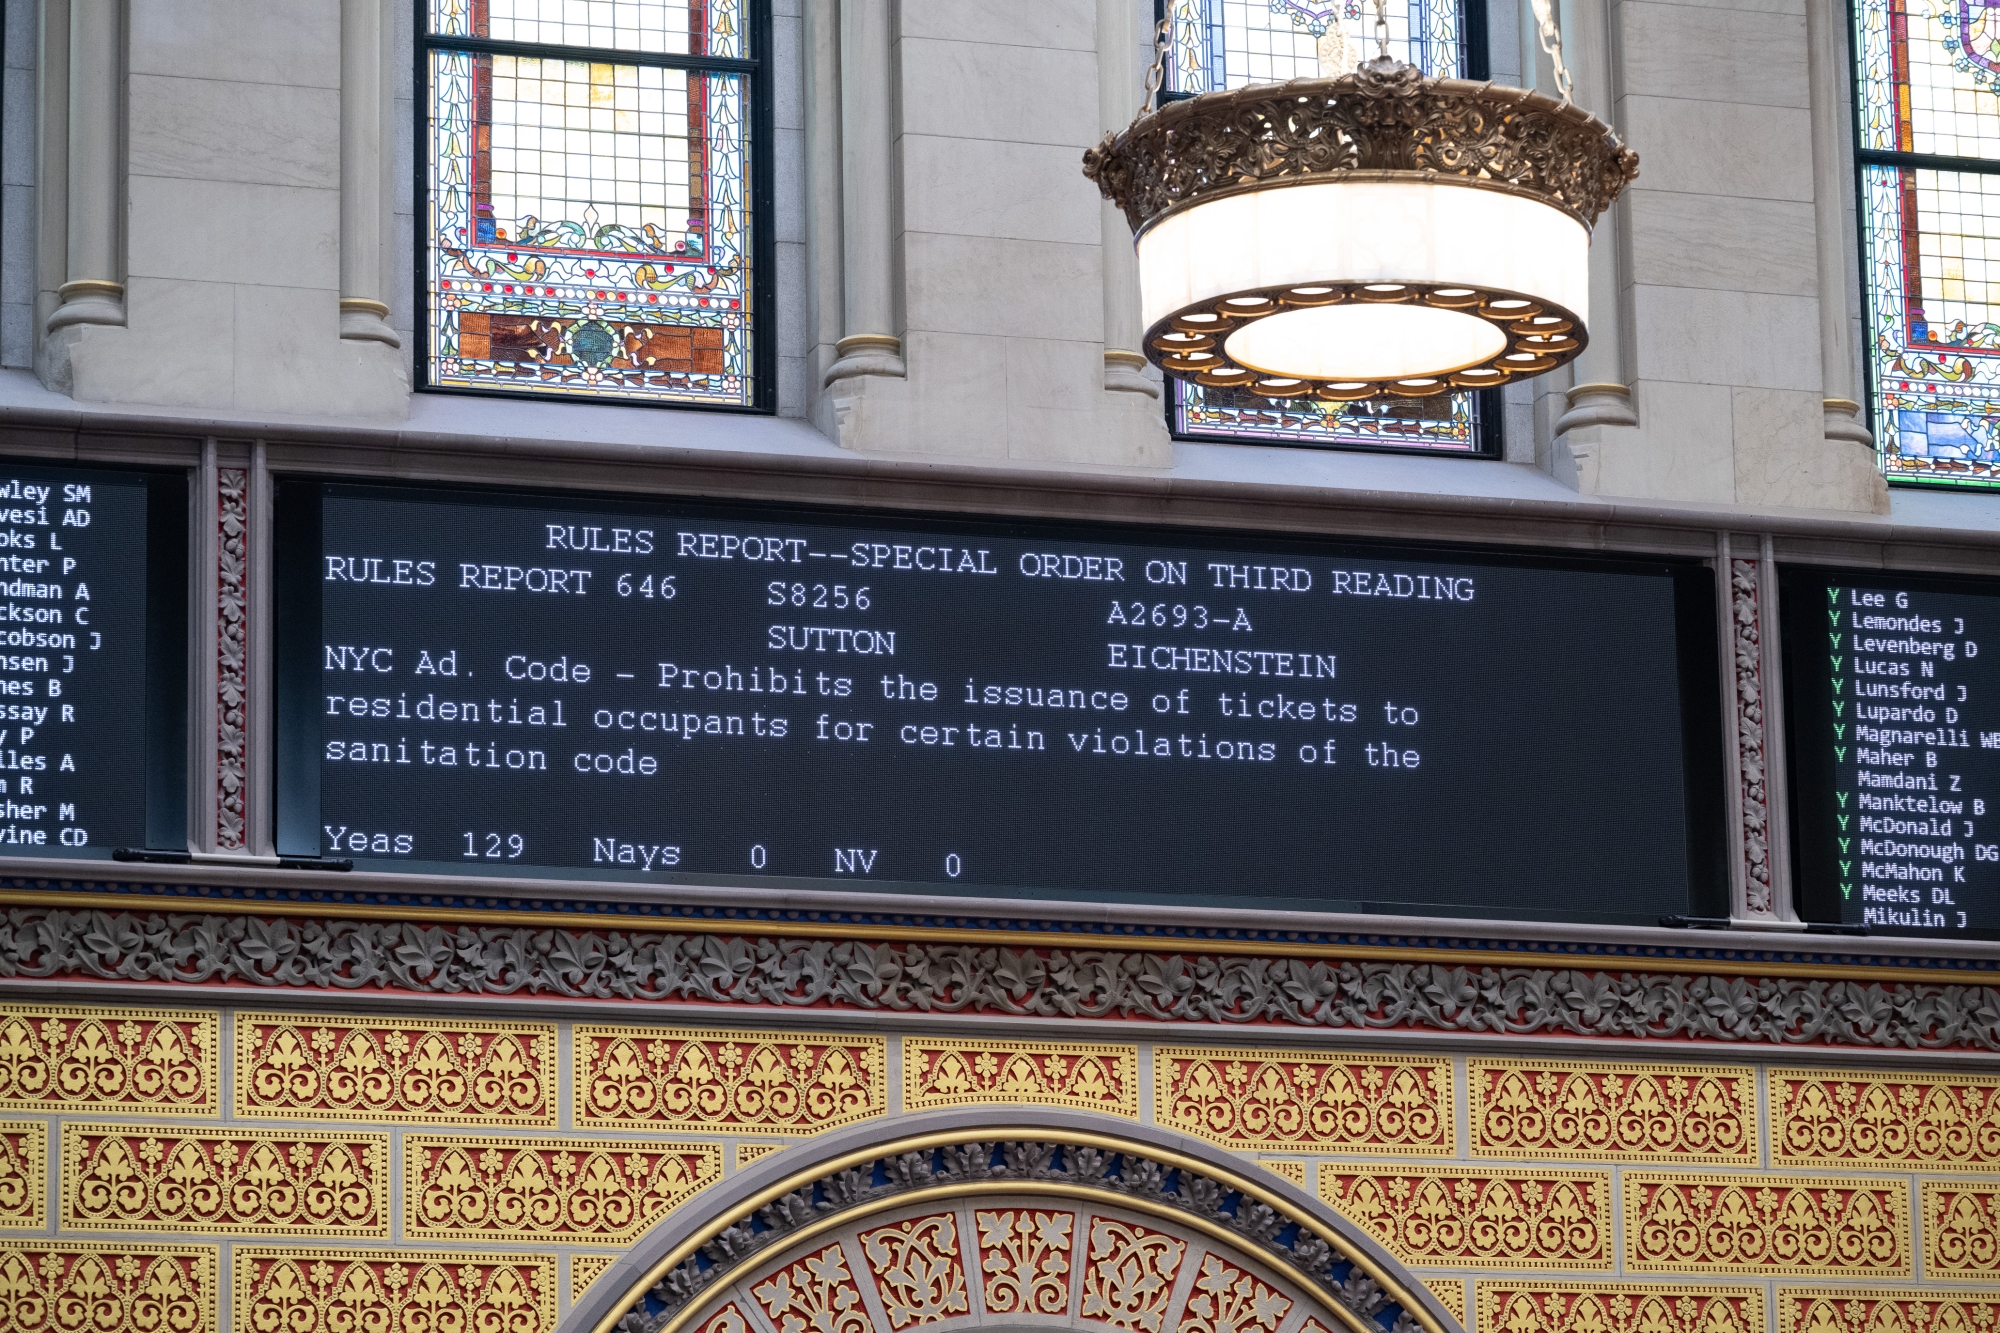 wley SM
vesi AD
oks L
nter P
ndman A
ckson C
cobson J
nsen J
nes B
ssay R
y P
lles A
m R
sher M
vine CD
RULES REPORT--SPECIAL ORDER ON THIRD READING
RULES REPORT 646 S8256 A2693-A
SUTTON EICHENSTEIN
NYC Ad. Code - Prohibits the issuance of tickets to
residential occupants for certain violations of the
sanitation code
Yeas 129 Nays 0 NV 0
Y Lee G
Y Lemondes J
Y Levenberg D
Y Lucas N
Y Lunsford J
Y Lupardo D
Y Magnarelli WB
Y Maher B
Mamdani Z
Y Manktelow B
Y McDonald J
Y McDonough DG
Y McMahon K
Y Meeks DL
Mikulin J